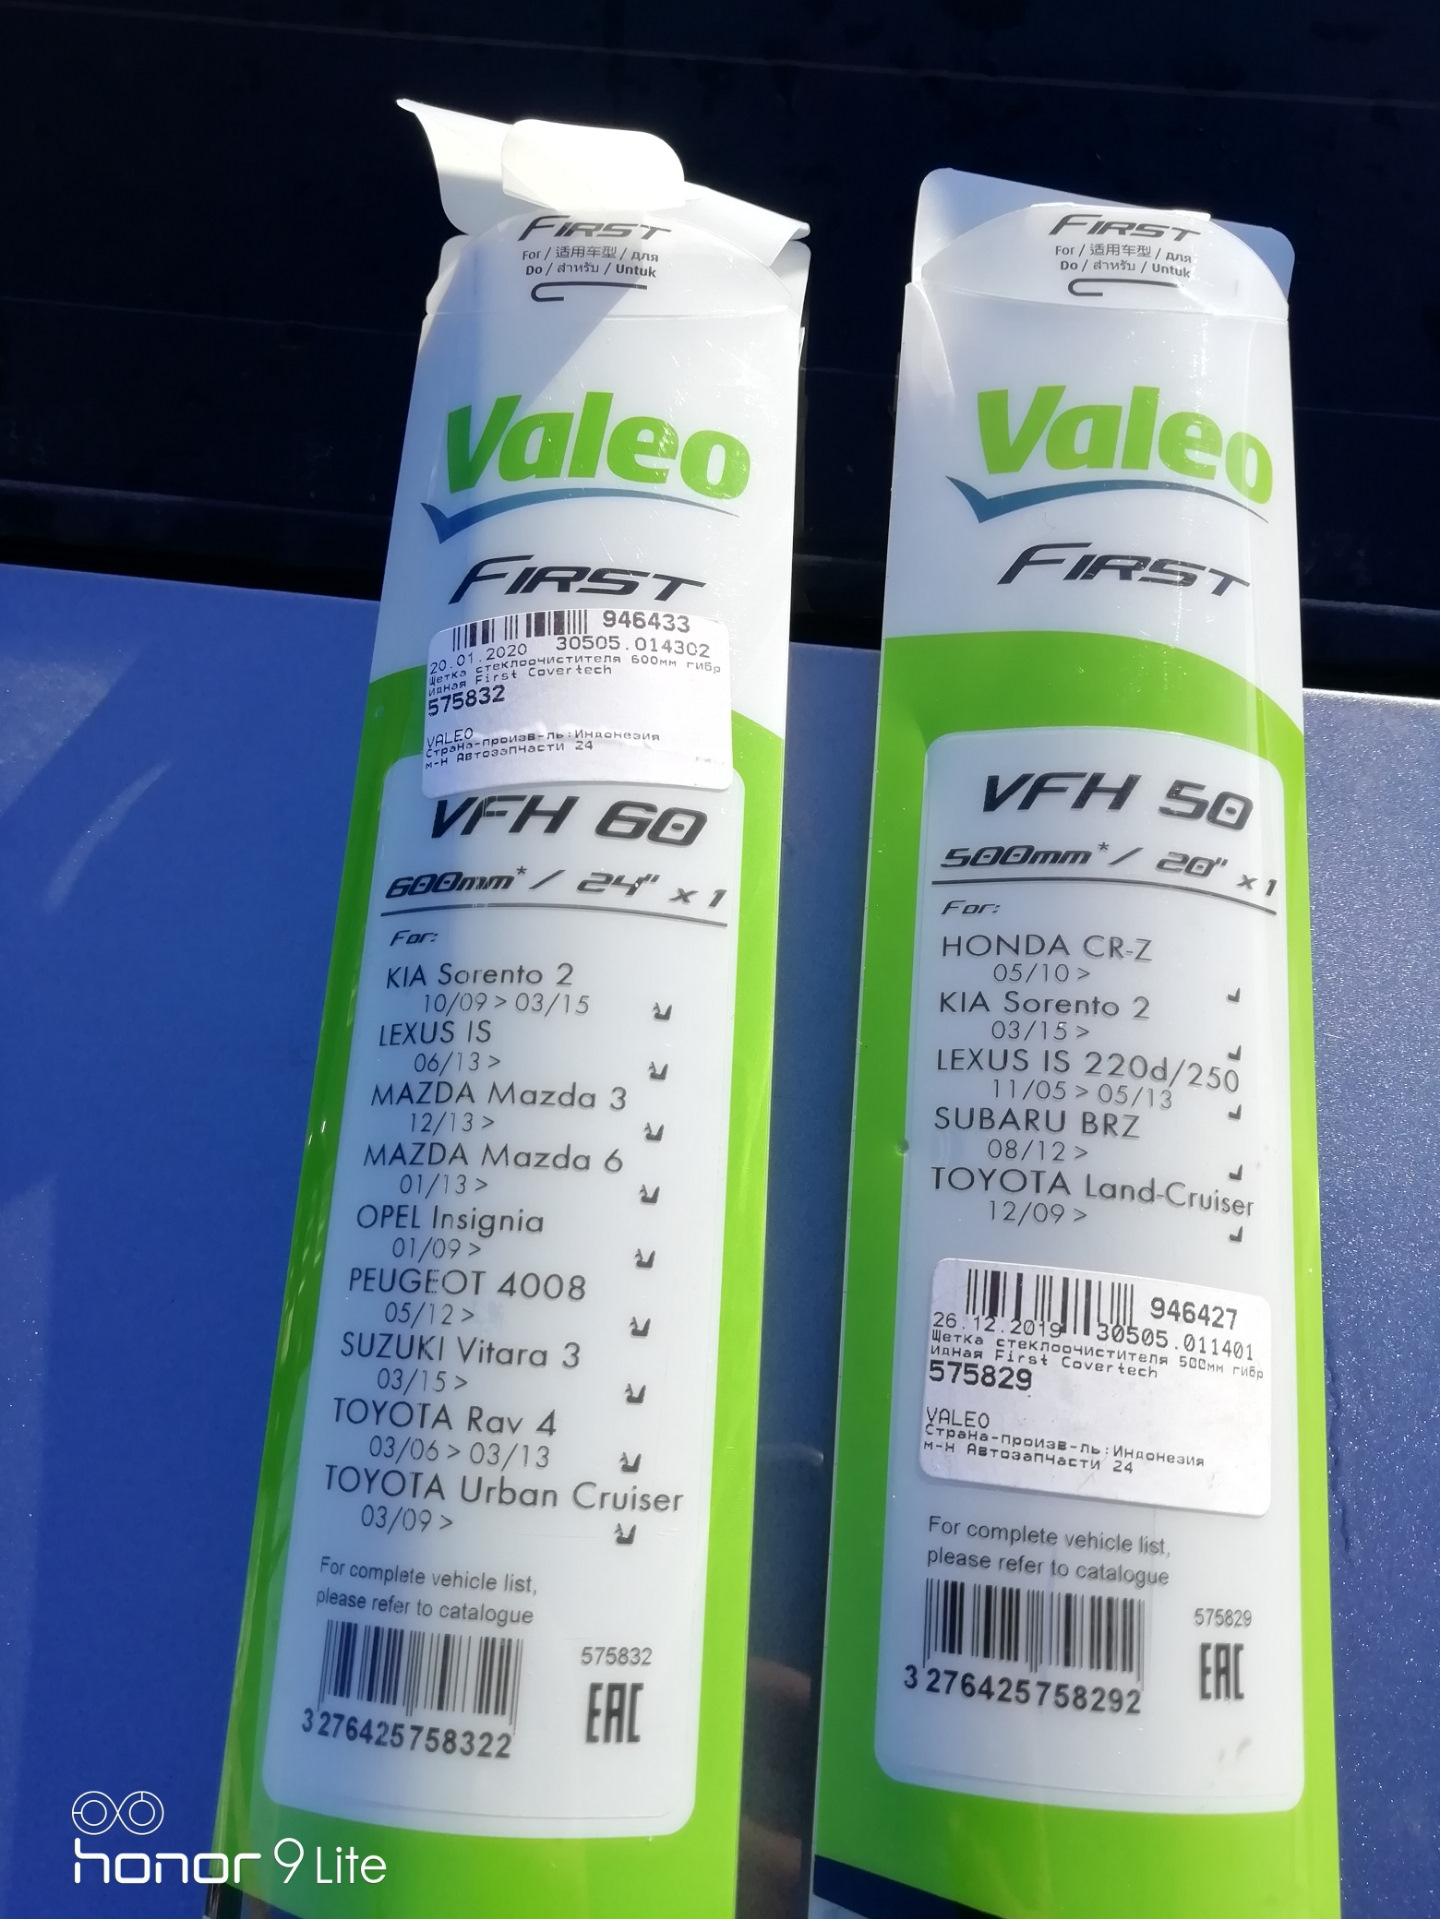 FIRST
For / 适用车型 / для
Do / สำหรับ / Untuk
Valeo
FIRST
946433
20.01.2020 30505.014302
Щетка стеклоочистителя 600мм гибр
идная First Covertech
575832
VALEO
Страна-произв-ль:Индонезия
м-н Автозапчасти 24
VFH 60
600mm* / 24" x 1
For:
KIA Sorento 2
10/09 > 03/15
LEXUS IS
06/13 >
MAZDA Mazda 3
12/13 >
MAZDA Mazda 6
01/13 >
OPEL Insignia
01/09 >
PEUGEOT 4008
05/12 >
SUZUKI Vitara 3
03/15 >
TOYOTA Rav 4
03/06 > 03/13
TOYOTA Urban Cruiser
03/09 >
For complete vehicle list,
please refer to catalogue
575832
EAC
3 276425 758322
FIRST
For / 适用车型 / для
Do / สำหรับ / Untuk
Valeo
FIRST
VFH 50
500mm* / 20" x 1
For:
HONDA CR-Z
05/10 >
KIA Sorento 2
03/15 >
LEXUS IS 220d/250
11/05 > 05/13
SUBARU BRZ
08/12 >
TOYOTA Land-Cruiser
12/09 >
946427
26.12.2019 30505.011401
Щетка стеклоочистителя 500мм гибр
идная First Covertech
575829
VALEO
Страна-произв-ль:Индонезия
м-н Автозапчасти 24
For complete vehicle list,
please refer to catalogue
575829
EAC
3 276425 758292
honor 9 Lite